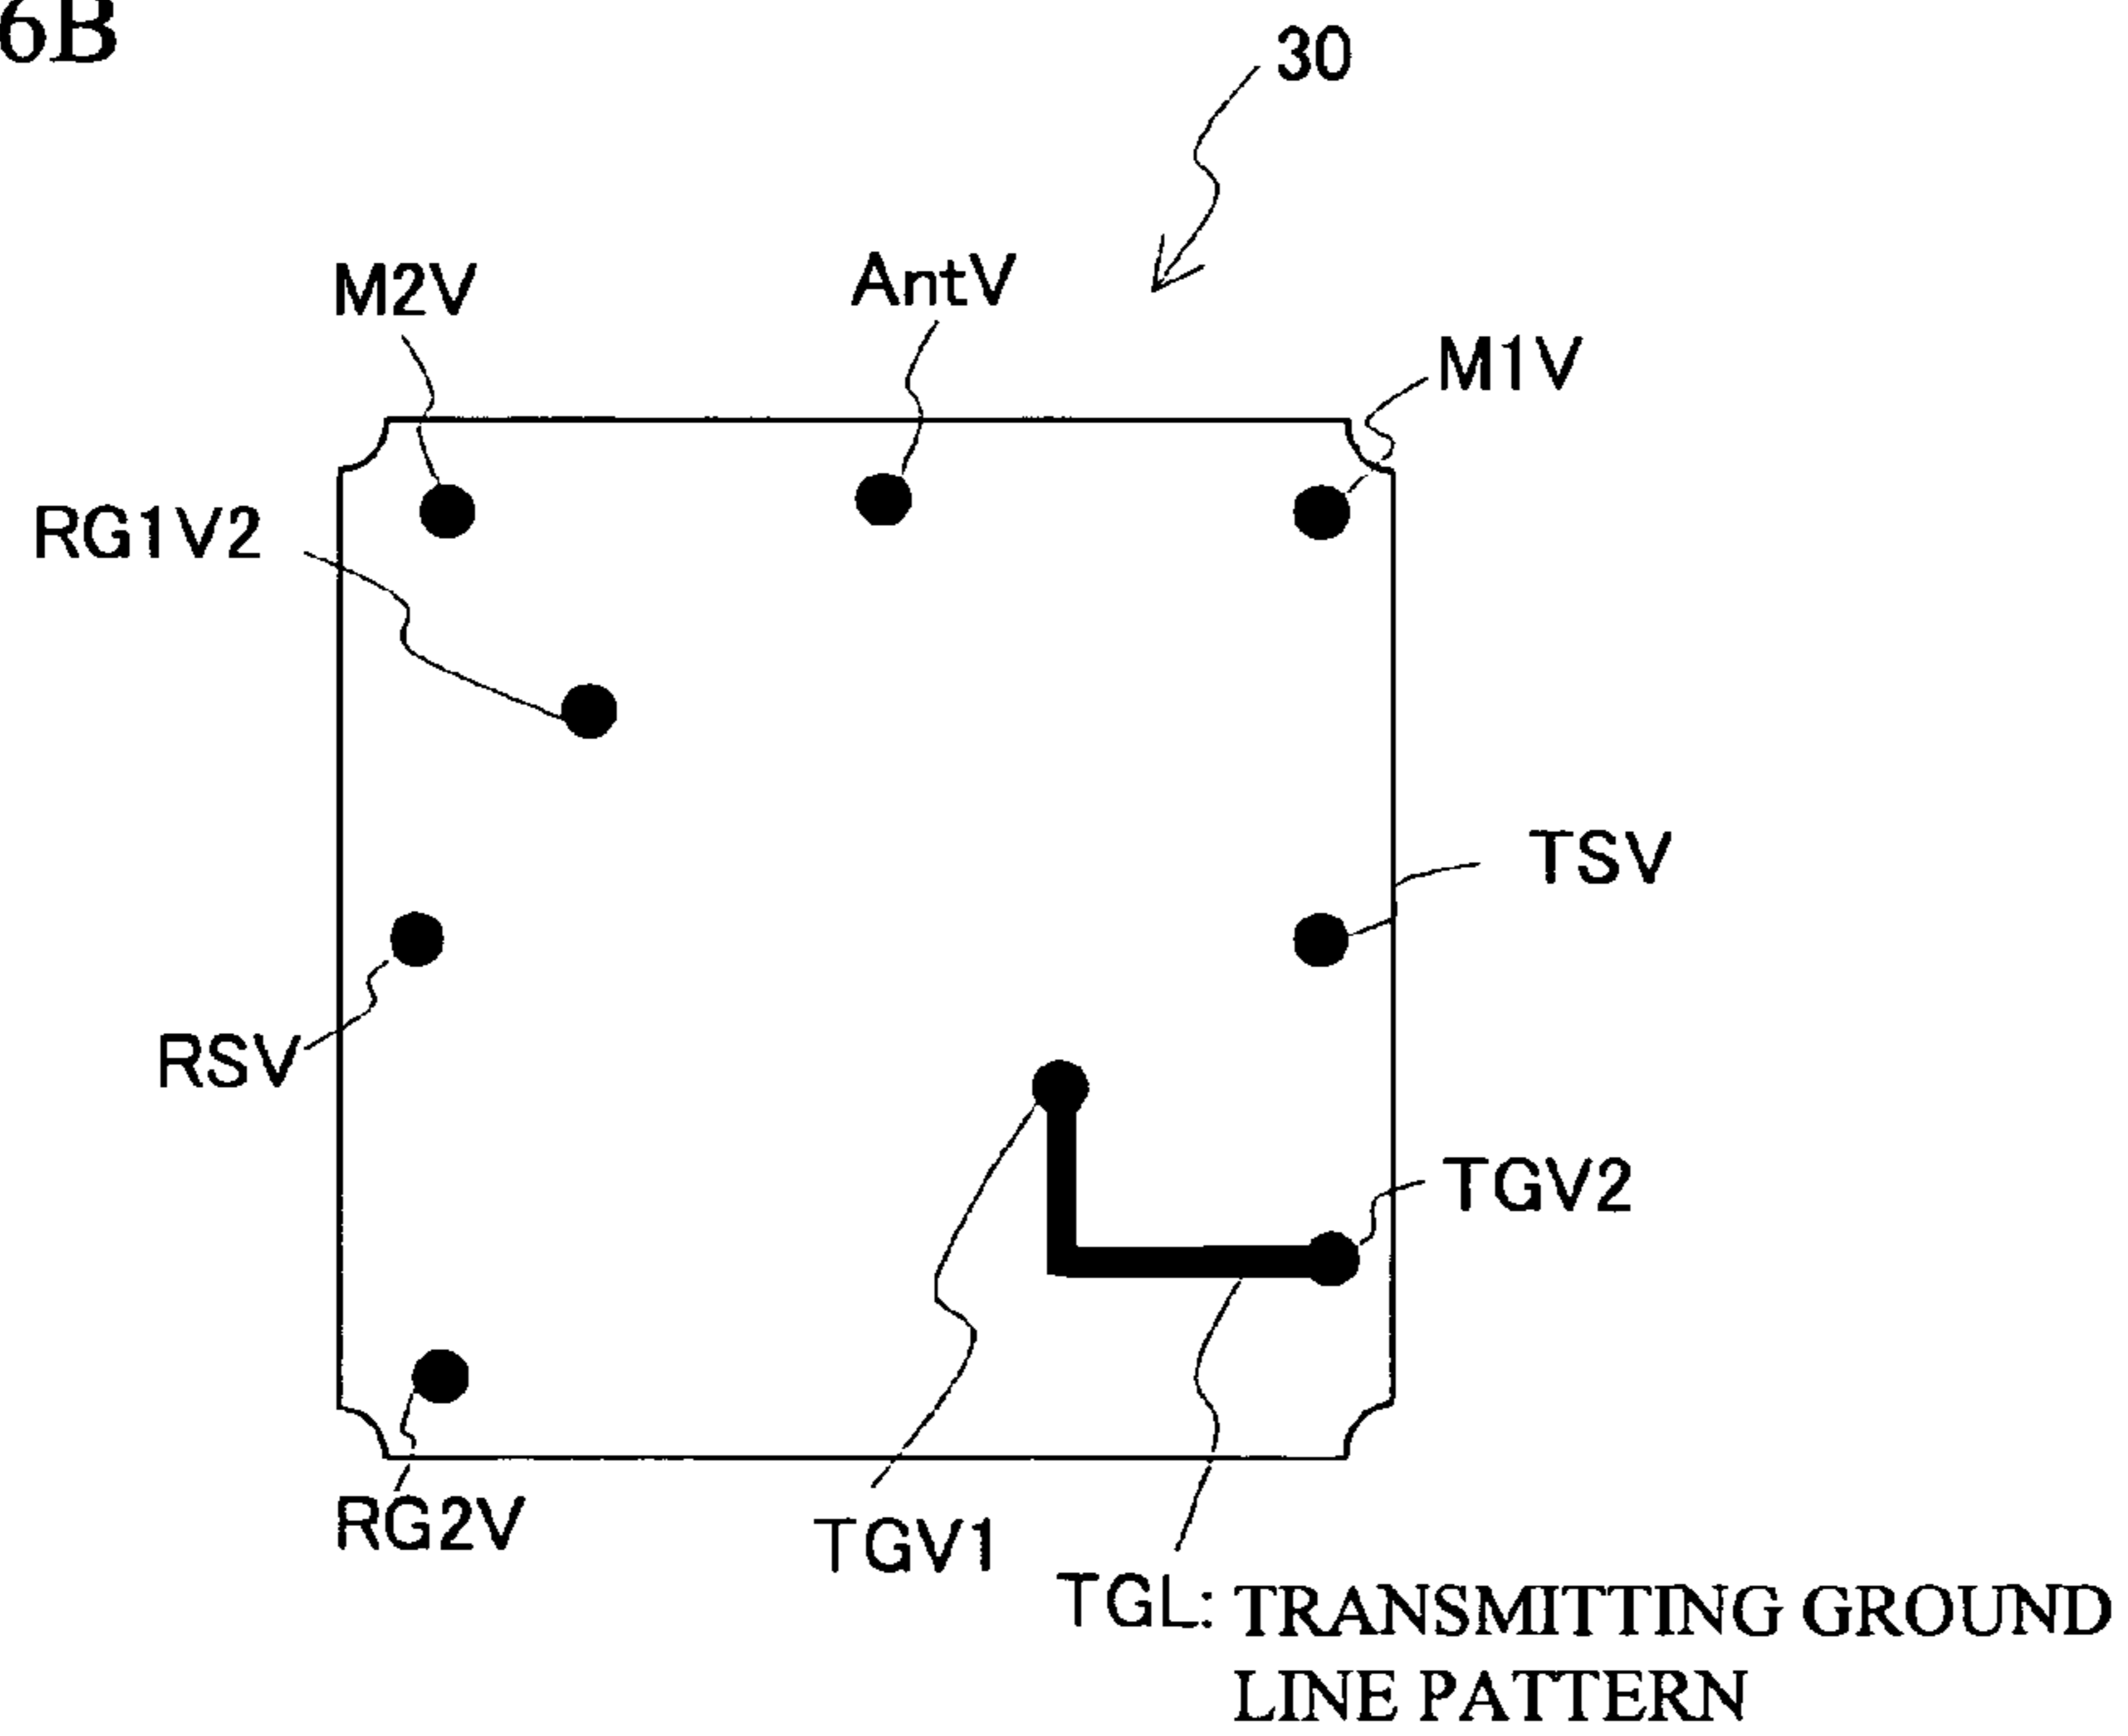 6B
30
M2V
AntV
M1V
RG1V2
TSV
RSV
TGV2
RG2V
TGV1
TGL: TRANSMITTING GROUND
LINE PATTERN